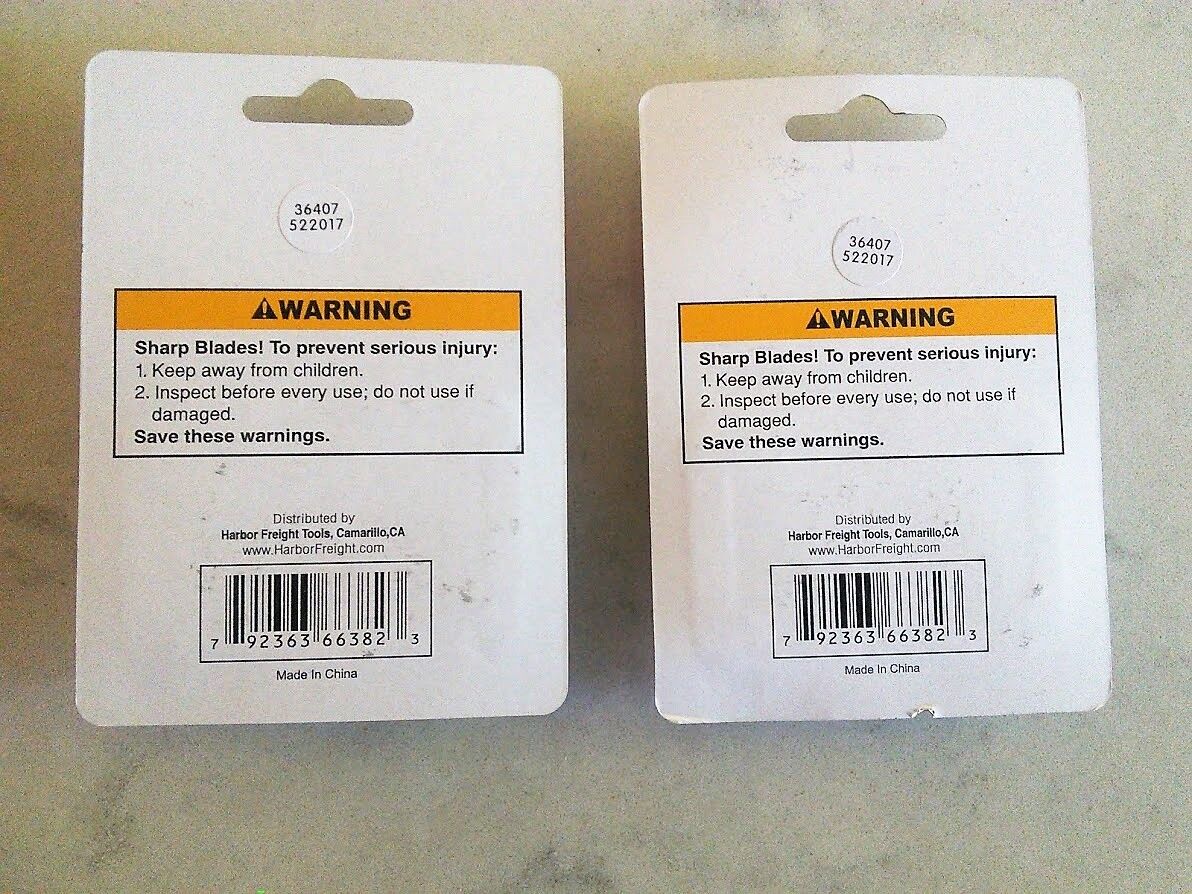 36407
522017
WARNING
Sharp Blades! To prevent serious injury:
1. Keep away from children.
2. Inspect before every use; do not use if
damaged.
Save these warnings.
Distributed by
Harbor Freight Tools, Camarillo,CA
www.HarborFreight.com
7 92363 66382 3
Made In China
36407
522017
WARNING
Sharp Blades! To prevent serious injury:
1. Keep away from children.
2. Inspect before every use; do not use if
damaged.
Save these warnings.
Distributed by
Harbor Freight Tools, Camarillo,CA
www.HarborFreight.com
7 92363 66382 3
Made In China